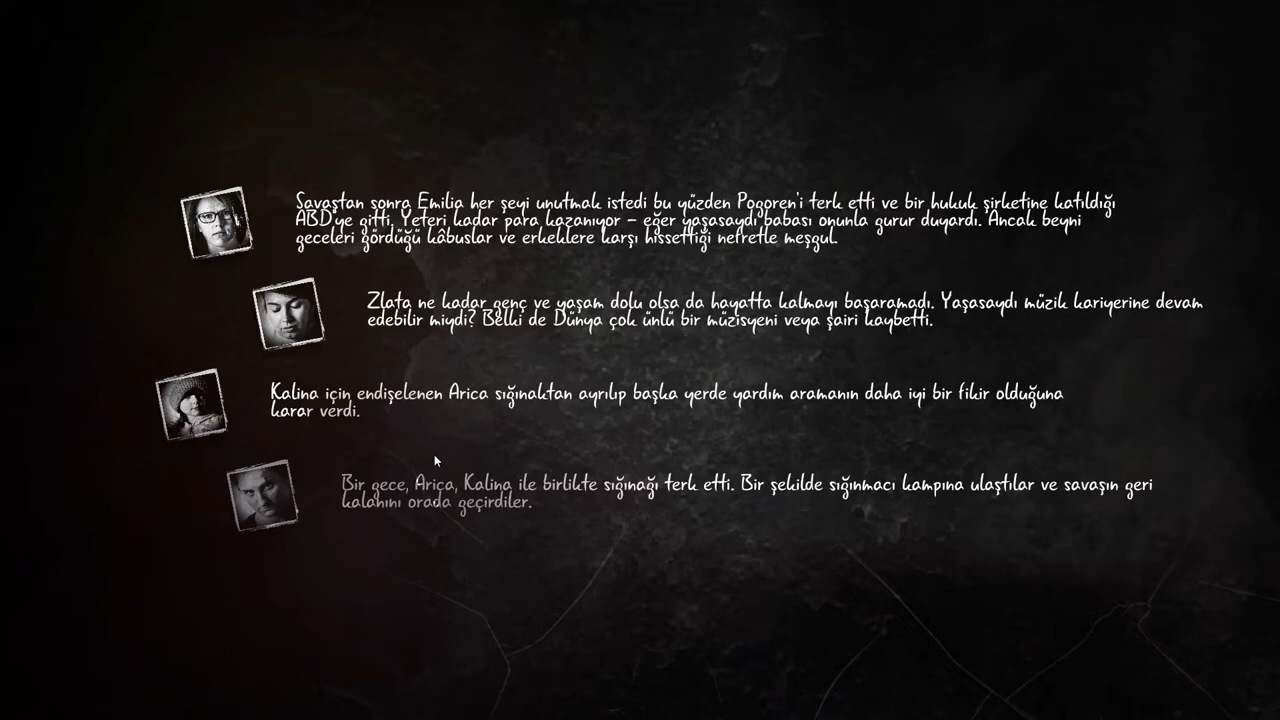 Savaştan sonra Emilia her şeyi unutmak istedi bu yüzden Pogoren'i terk etti ve bir hukuk şirketine katıldığı
ABD'ye gitti. Yeteri kadar para kazanıyor – eğer yaşasaydı babası onunla gurur duyardı. Ancak beyni
geceleri gördüğü kâbuslar ve erkeklere karşı hissettiği nefretle meşgul.
Zlata ne kadar genç ve yaşam dolu olsa da hayatta kalmayı başaramadı. Yaşasaydı müzik kariyerine devam
edebilir miydi? Belki de Dünya çok ünlü bir müzisyeni veya şairi kaybetti.
Kalina için endişelenen Arica sığınaktan ayrılıp başka yerde yardım aramanın daha iyi bir fikir olduğuna
karar verdi.
Bir gece, Arica, Kalina ile birlikte sığınağı terk etti. Bir şekilde sığınmacı kampına ulaştılar ve savaşın geri
kalanını orada geçirdiler.